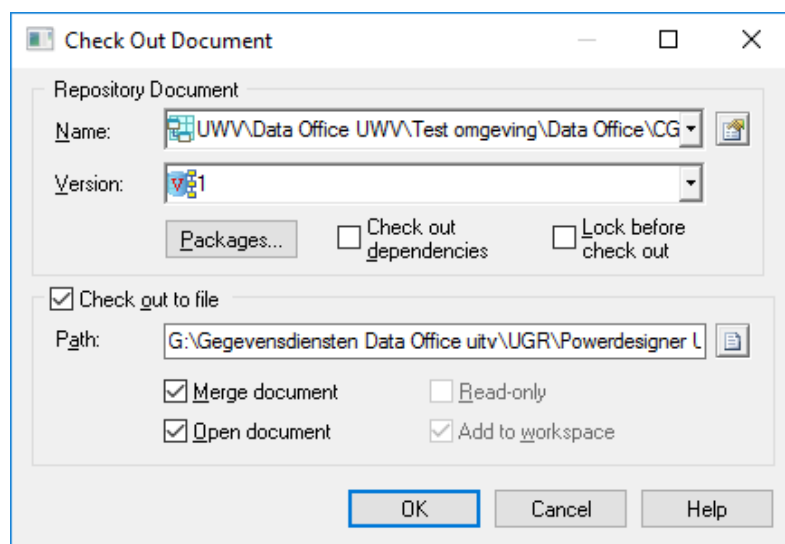 Check Out Document
Repository Document
Name: UWV\Data Office UWV\Test omgeving\Data Office\CG
Version: 1
Packages...
Check out
dependencies
Lock before
check out
Check out to file
Path: G:\Gegevensdiensten Data Office uitv\UGR\Powerdesigner U
Merge document
Read-only
Open document
Add to workspace
OK
Cancel
Help